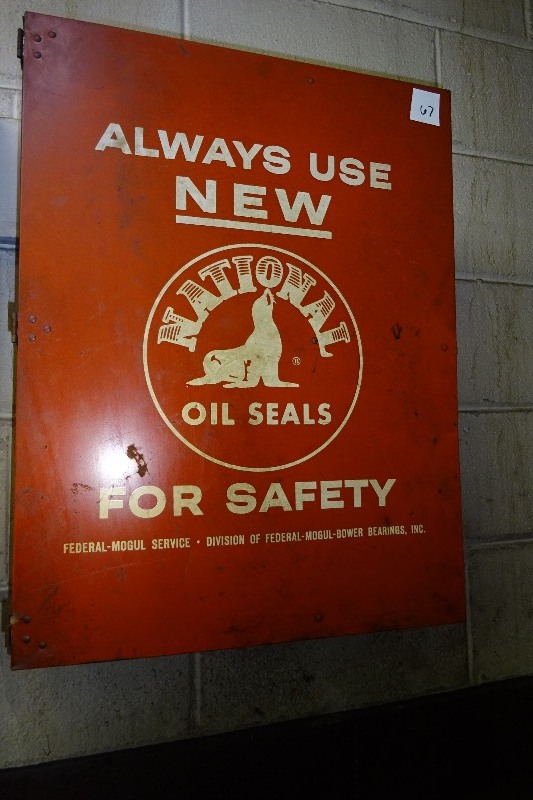 67
ALWAYS USE
NEW
NATIONAL
®
OIL SEALS
FOR SAFETY
FEDERAL-MOGUL SERVICE • DIVISION OF FEDERAL-MOGUL-BOWER BEARINGS, INC.